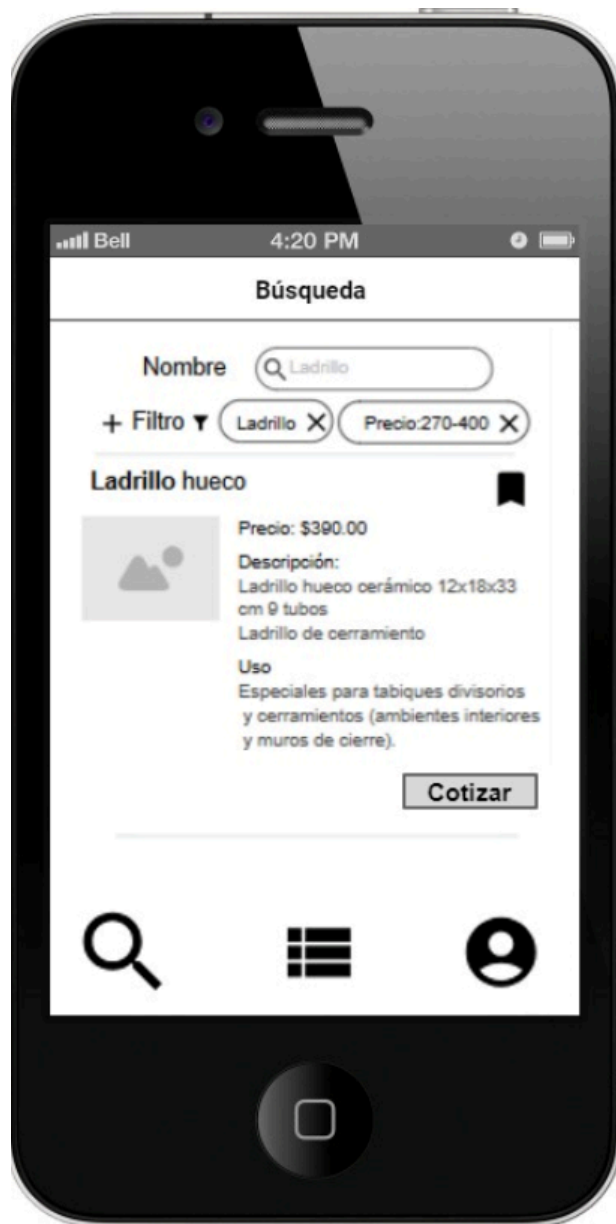 Bell 4:20 PM
Búsqueda
Nombre Ladrillo
+ Filtro Ladrillo X Precio:270-400 X
Ladrillo hueco
Precio: $390.00
Descripción:
Ladrillo hueco cerámico 12x18x33
cm 9 tubos
Ladrillo de cerramiento
Uso
Especiales para tabiques divisorios
y cerramientos (ambientes interiores
y muros de cierre).
Cotizar